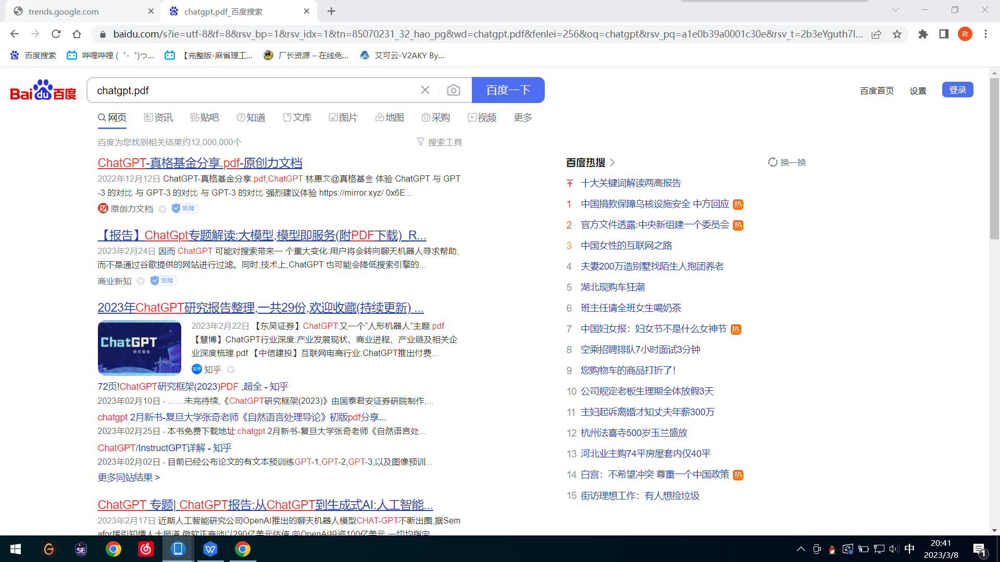 trends.google.com
chatgpt.pdf_百度搜索
baidu.com/s?ie=utf-8&f=8&rsv_bp=1&rsv_idx=1&tn=85070231_32_hao_pg&wd=chatgpt.pdf&fenlei=256&oq=chatgpt&rsv_pq=a1e0b39a0001c30e&rsv_t=2b3eYguth7l...
政
百度搜索
哔哩哔哩 (゜-゜)つ...
【完整版-麻省理工...
厂长资源 – 在线免...
艾可云-V2AKY By...
Bai du 百度
chatgpt.pdf
百度一下
百度首页
设置
登录
网页
资讯
贴吧
知道
文库
图片
地图
采购
视频
更多
百度为您找到相关结果约12,000,000个
搜索工具
ChatGPT-真格基金分享.pdf-原创力文档
2022年12月12日 ChatGPT-真格基金分享.pdf,ChatGPT 林惠文@真格基金 体验 ChatGPT 与 GPT
-3 的对比 与 GPT-3 的对比 与 GPT-3 的对比 强烈建议体验 https://mirror.xyz/ 0x6E...
原创力文档
保障
【报告】ChatGpt专题解读:大模型,模型即服务(附PDF下载)_R...
2023年2月24日 因而 ChatGPT 可能对搜索带来一 个重大变化:用户将会转向聊天机器人寻求帮助,
而不是通过谷歌提供的网站进行过滤。同时,技术上,ChatGPT 也可能会降低搜索引擎的...
商业新知
保障
2023年ChatGPT研究报告整理,一共29份,欢迎收藏(持续更新) ...
ChatGPT
研究报告
2023年2月22日 【东吴证券】ChatGPT:又一个“人形机器人”主题.pdf
【慧博】ChatGPT行业深度:产业发展现状、商业进程、产业链及相关企
业深度梳理.pdf 【中信建投】互联网电商行业:ChatGPT推出付费...
知乎
知乎
72页!ChatGPT研究框架(2023)PDF ,超全 - 知乎
2023年02月10日 - ……未完待续,《ChatGPT研究框架(2023)》由国泰君安证券研院制作,...
chatgpt 2月新书-复旦大学张奇老师《自然语言处理导论》初版pdf分享...
2023年02月25日 - 本书免费下载地址:chatgpt 2月新书-复旦大学张奇老师《自然语言处...
ChatGPT/InstructGPT详解 - 知乎
2023年02月02日 - 目前已经公布论文的有文本预训练GPT-1,GPT-2,GPT-3,以及图像预训...
更多同站结果 >
ChatGPT 专题| ChatGPT报告:从ChatGPT到生成式AI:人工智能...
2023年2月17日 近期人工智能研究公司OpenAI推出的聊天机器人模型CHAT-GPT不断出圈,据Sem
afor援引知情人士报道,微软正商谈以290亿美元估值,向OpenAI投资100亿美元,一切均指向
百度热搜
换一换
十大关键词解读两高报告
1 中国捐款保障乌核设施安全 中方回应 热
2 官方文件透露:中央新组建一个委员会 热
3 中国女性的互联网之路
4 夫妻200万造别墅找陌生人抱团养老
5 湖北现购车狂潮
6 班主任请全班女生喝奶茶
7 中国妇女报：妇女节不是什么女神节 热
8 空乘招聘排队7小时面试3分钟
9 您购物车的商品打折了!
10 公司规定老板生理期全体放假3天
11 主妇起诉离婚才知丈夫年薪300万
12 杭州法喜寺500岁玉兰盛放
13 河北业主购74平房屋套内仅40平
14 白宫：不希望冲突 尊重一个中国政策 热
15 街访理想工作：有人想捡垃圾
SE
中
20:41
2023/3/8
1